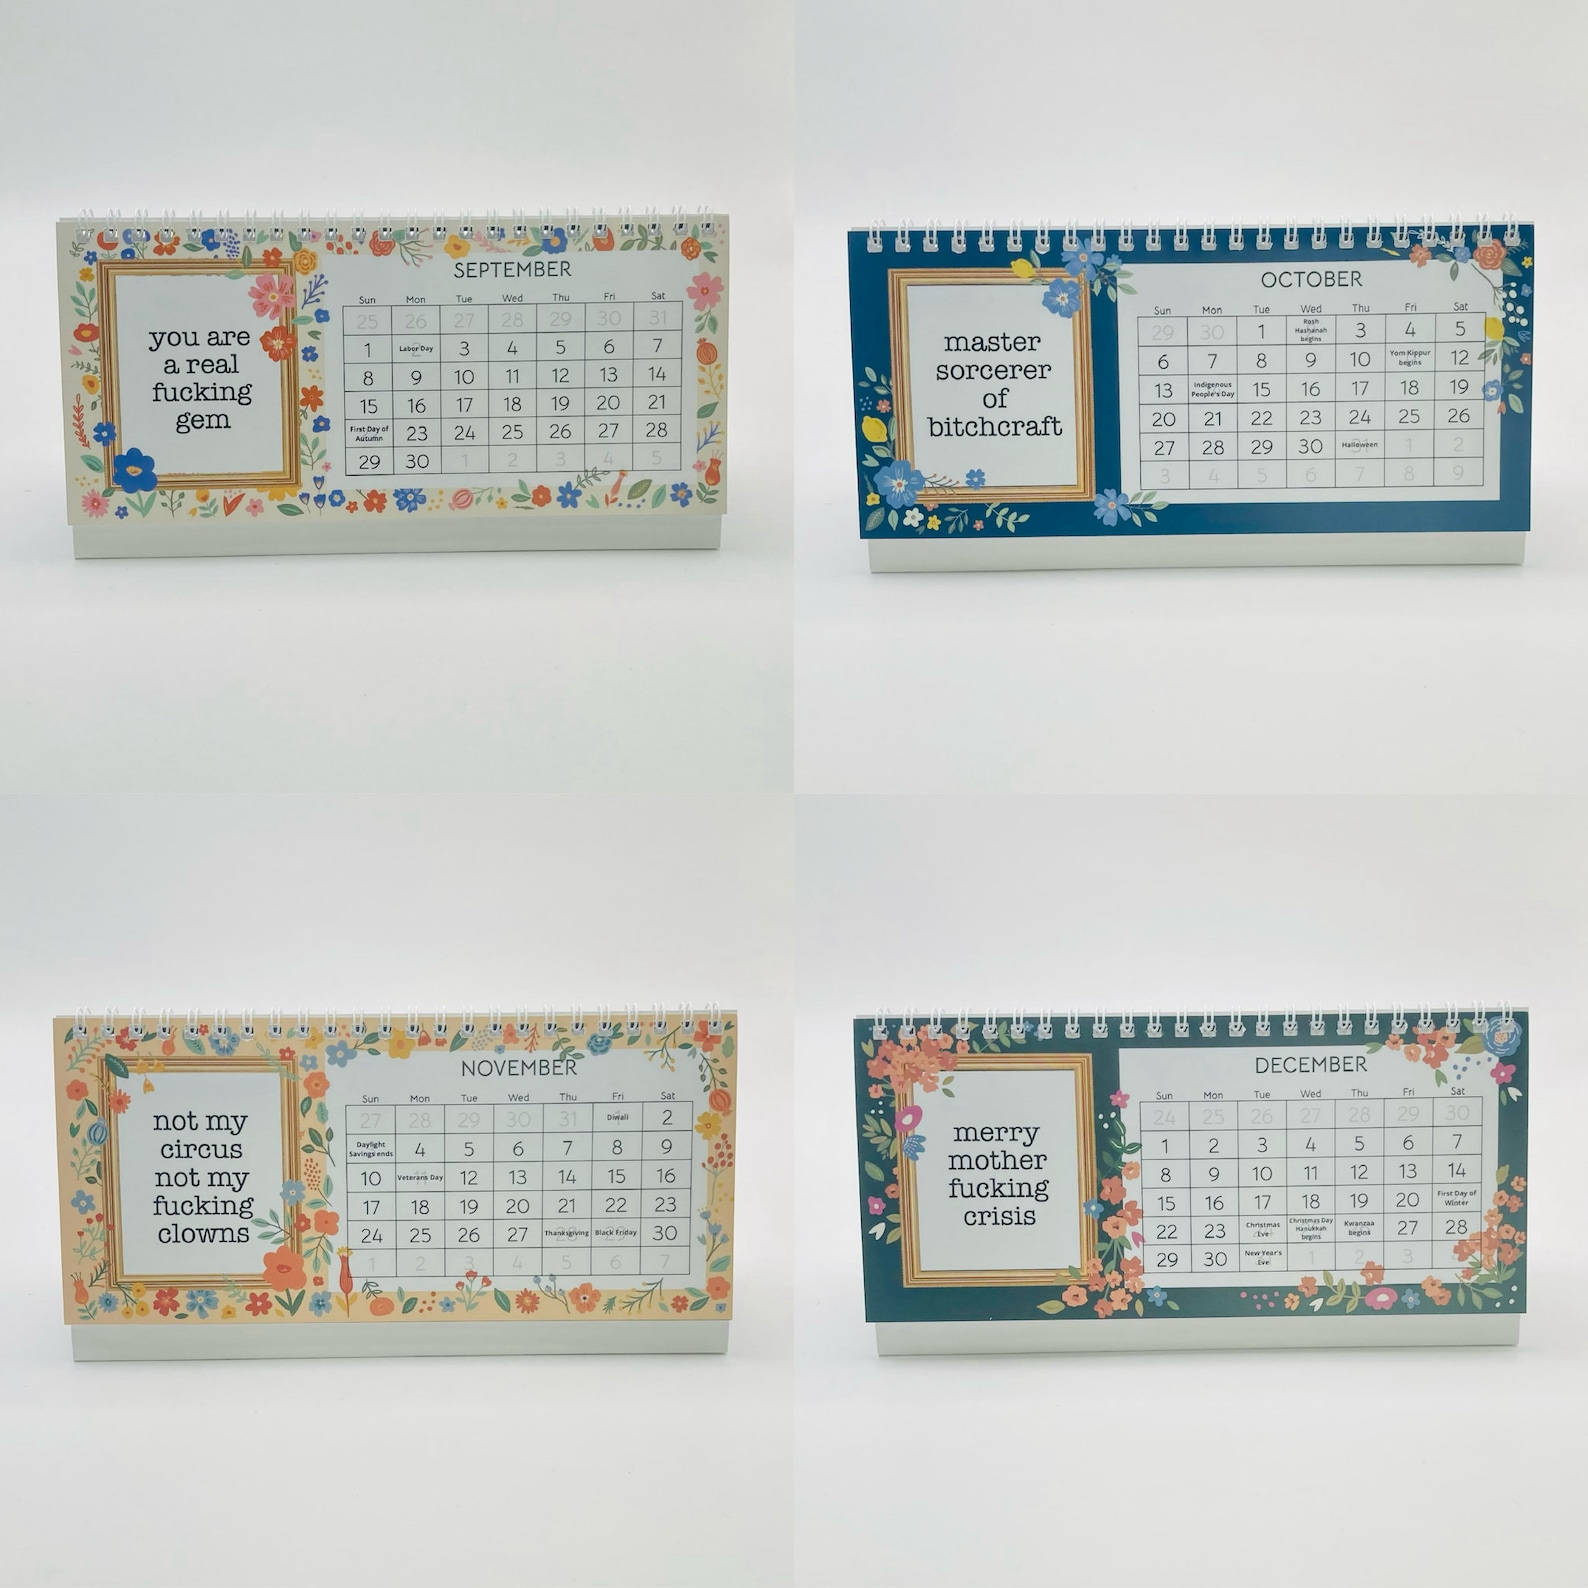 you are
a real
fucking
gem
SEPTEMBER
Sun Mon Tue Wed Thu Fri Sat
25 26 27 28 29 30 31
1 Labor Day 3 4 5 6 7
8 9 10 11 12 13 14
15 16 17 18 19 20 21
First Day of
Autumn 23 24 25 26 27 28
29 30 1 2 3 4 5
master
sorcerer
of
bitchcraft
OCTOBER
Sun Mon Tue Wed Thu Fri Sat
29 30 1 Rosh
Hashanah
begins 3 4 5
6 7 8 9 10 Yom Kippur
begins 12
13 Indigenous
People's Day 15 16 17 18 19
20 21 22 23 24 25 26
27 28 29 30 Halloween 1 2
3 4 5 6 7 8 9
not my
circus
not my
fucking
clowns
NOVEMBER
Sun Mon Tue Wed Thu Fri Sat
27 28 29 30 31 Diwali 2
Daylight
Savings ends 4 5 6 7 8 9
10 Veterans Day 12 13 14 15 16
17 18 19 20 21 22 23
24 25 26 27 Thanksgiving Black Friday 30
1 2 3 4 5 6 7
merry
mother
fucking
crisis
DECEMBER
Sun Mon Tue Wed Thu Fri Sat
24 25 26 27 28 29 30
1 2 3 4 5 6 7
8 9 10 11 12 13 14
15 16 17 18 19 20 First Day of
Winter
22 23 Christmas
Eve Christmas Day
Hanukkah
begins Kwanzaa
begins 27 28
29 30 New Year's
Eve 1 2 3